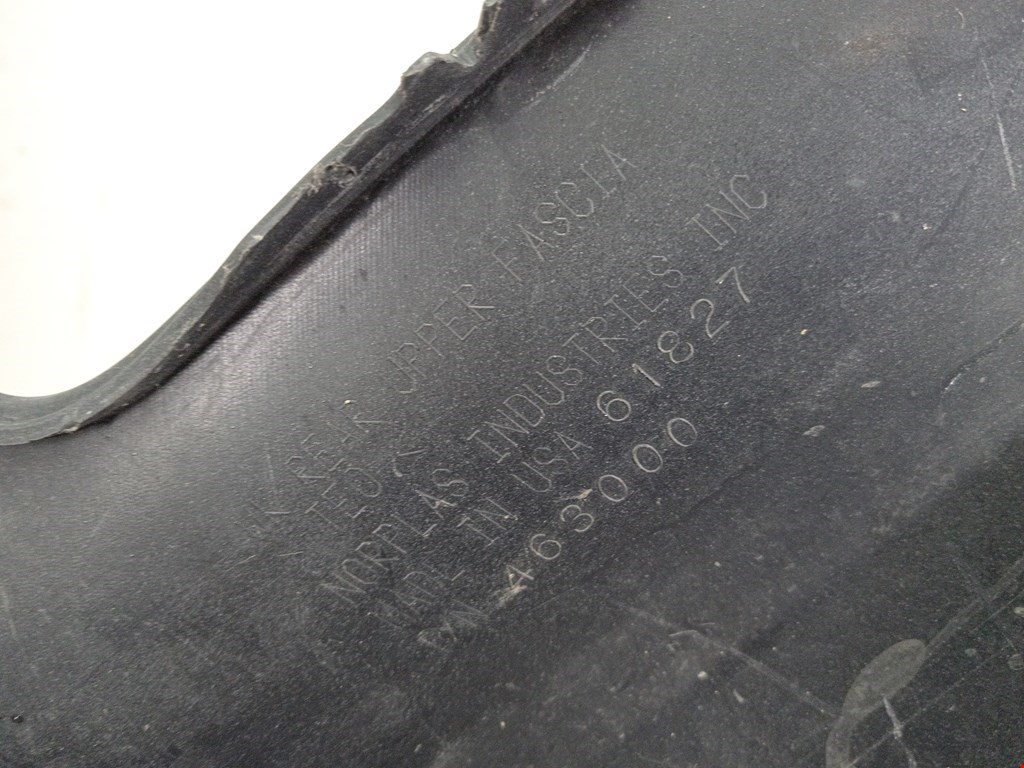 REAR UPPER FASCIA
NORPLAS INDUSTRIES INC
IN USA 61827
463000